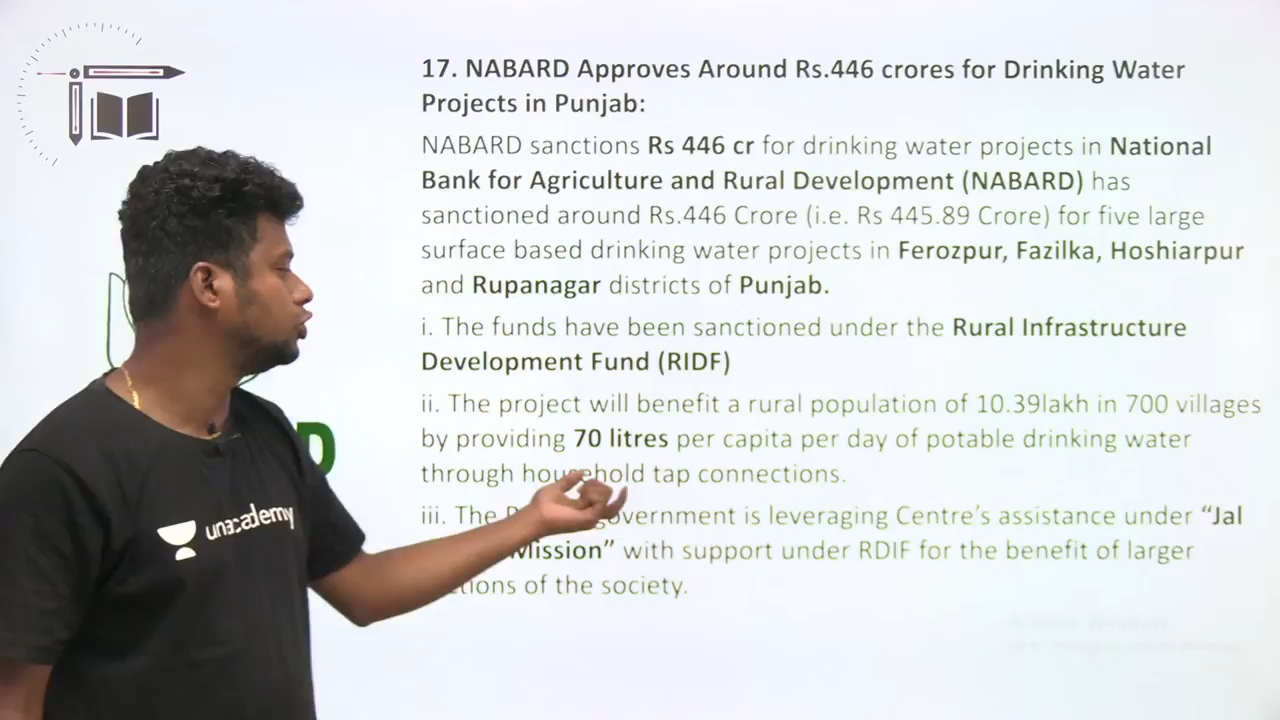 17. NABARD Approves Around Rs.446 crores for Drinking Water
Projects in Punjab:
NABARD sanctions Rs 446 cr for drinking water projects in National
Bank for Agriculture and Rural Development (NABARD) has
sanctioned around Rs.446 Crore (i.e. Rs 445.89 Crore) for five large
surface based drinking water projects in Ferozpur, Fazilka, Hoshiarpur
and Rupanagar districts of Punjab.
i. The funds have been sanctioned under the Rural Infrastructure
Development Fund (RIDF)
ii. The project will benefit a rural population of 10.39lakh in 700 villages
by providing 70 litres per capita per day of potable drinking water
through household tap connections.
iii. The government is leveraging Centre's assistance under "Jal
Mission" with support under RDIF for the benefit of larger
of the society.
D
unacademy